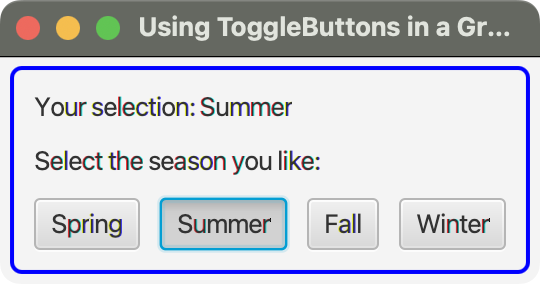 Using ToggleButtons in a Gr...
Your selection: Summer
Select the season you like:
Spring Summer Fall Winter